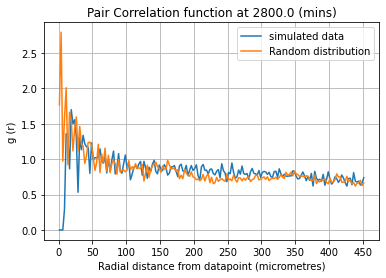 Pair Correlation function at 2800.0 (mins)
simulated data
Random distribution
g (r)
2.5
2.0
1.5
1.0
0.5
0.0
0 50 100 150 200 250 300 350 400 450
Radial distance from datapoint (micrometres)